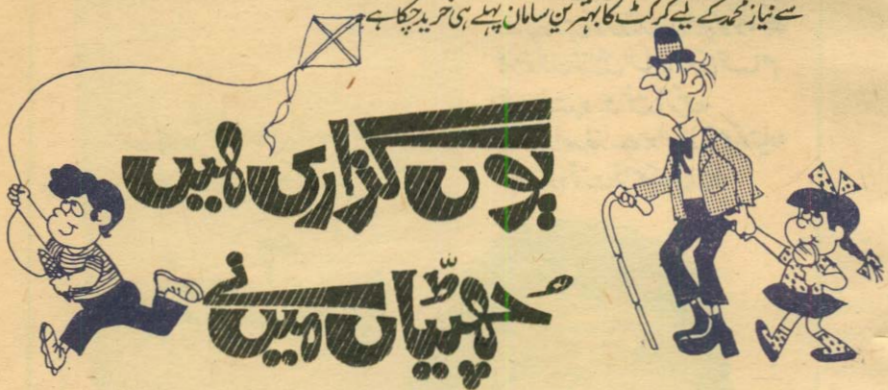 سے نیاز محمد کے لیے کرکٹ کا بہترین سامان پہلے ہی خرید چکا ہے
یوں گزاری ہیں
چھٹیاں میں نے